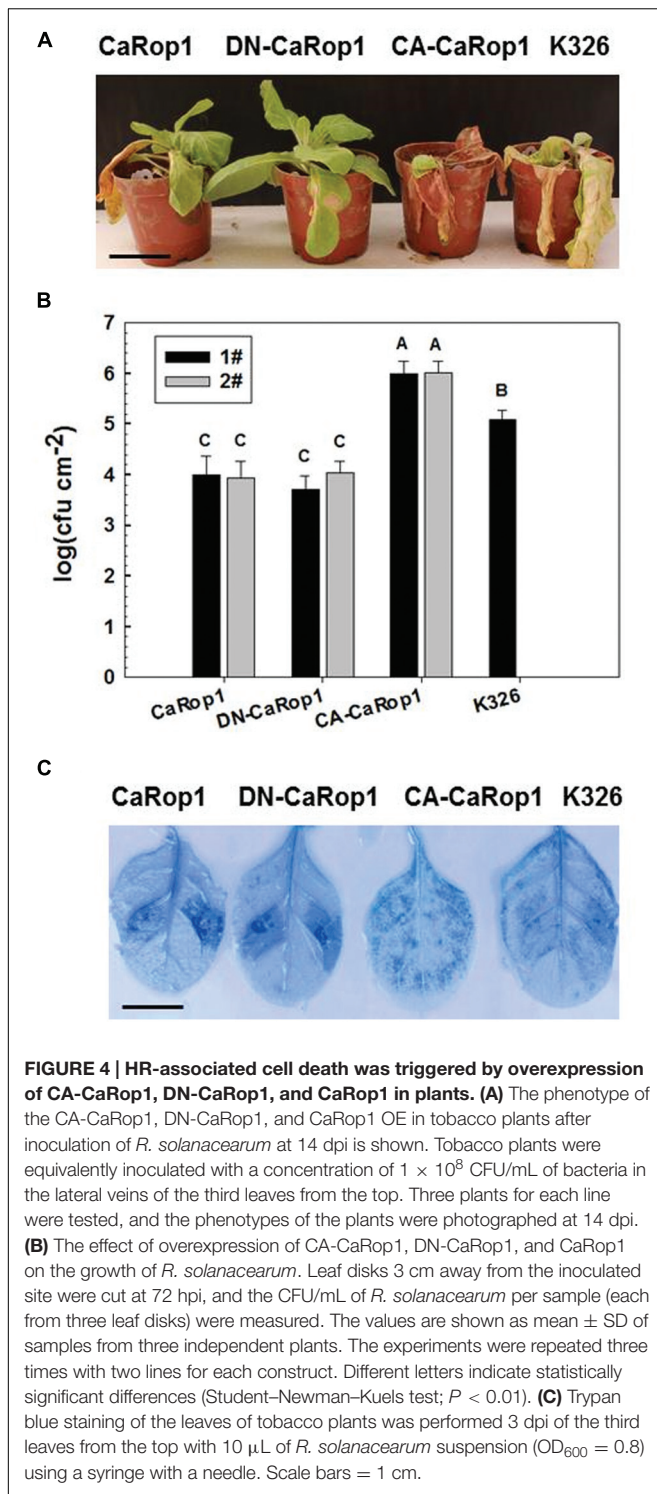 A
CaRop1 DN-CaRop1 CA-CaRop1 K326
B
7
6
5
4
3
2
1
0
log(cfu cm-2)
1#
2#
C C C C A A B
CaRop1 DN-CaRop1 CA-CaRop1 K326
C
CaRop1 DN-CaRop1 CA-CaRop1 K326
FIGURE 4 | HR-associated cell death was triggered by overexpression
of CA-CaRop1, DN-CaRop1, and CaRop1 in plants. (A) The phenotype of
the CA-CaRop1, DN-CaRop1, and CaRop1 OE in tobacco plants after
inoculation of R. solanacearum at 14 dpi is shown. Tobacco plants were
equivalently inoculated with a concentration of 1 × 10⁸ CFU/mL of bacteria in
the lateral veins of the third leaves from the top. Three plants for each line
were tested, and the phenotypes of the plants were photographed at 14 dpi.
(B) The effect of overexpression of CA-CaRop1, DN-CaRop1, and CaRop1
on the growth of R. solanacearum. Leaf disks 3 cm away from the inoculated
site were cut at 72 hpi, and the CFU/mL of R. solanacearum per sample (each
from three leaf disks) were measured. The values are shown as mean ± SD of
samples from three independent plants. The experiments were repeated three
times with two lines for each construct. Different letters indicate statistically
significant differences (Student–Newman–Kuels test; P < 0.01). (C) Trypan
blue staining of the leaves of tobacco plants was performed 3 dpi of the third
leaves from the top with 10 μL of R. solanacearum suspension (OD₆₀₀ = 0.8)
using a syringe with a needle. Scale bars = 1 cm.